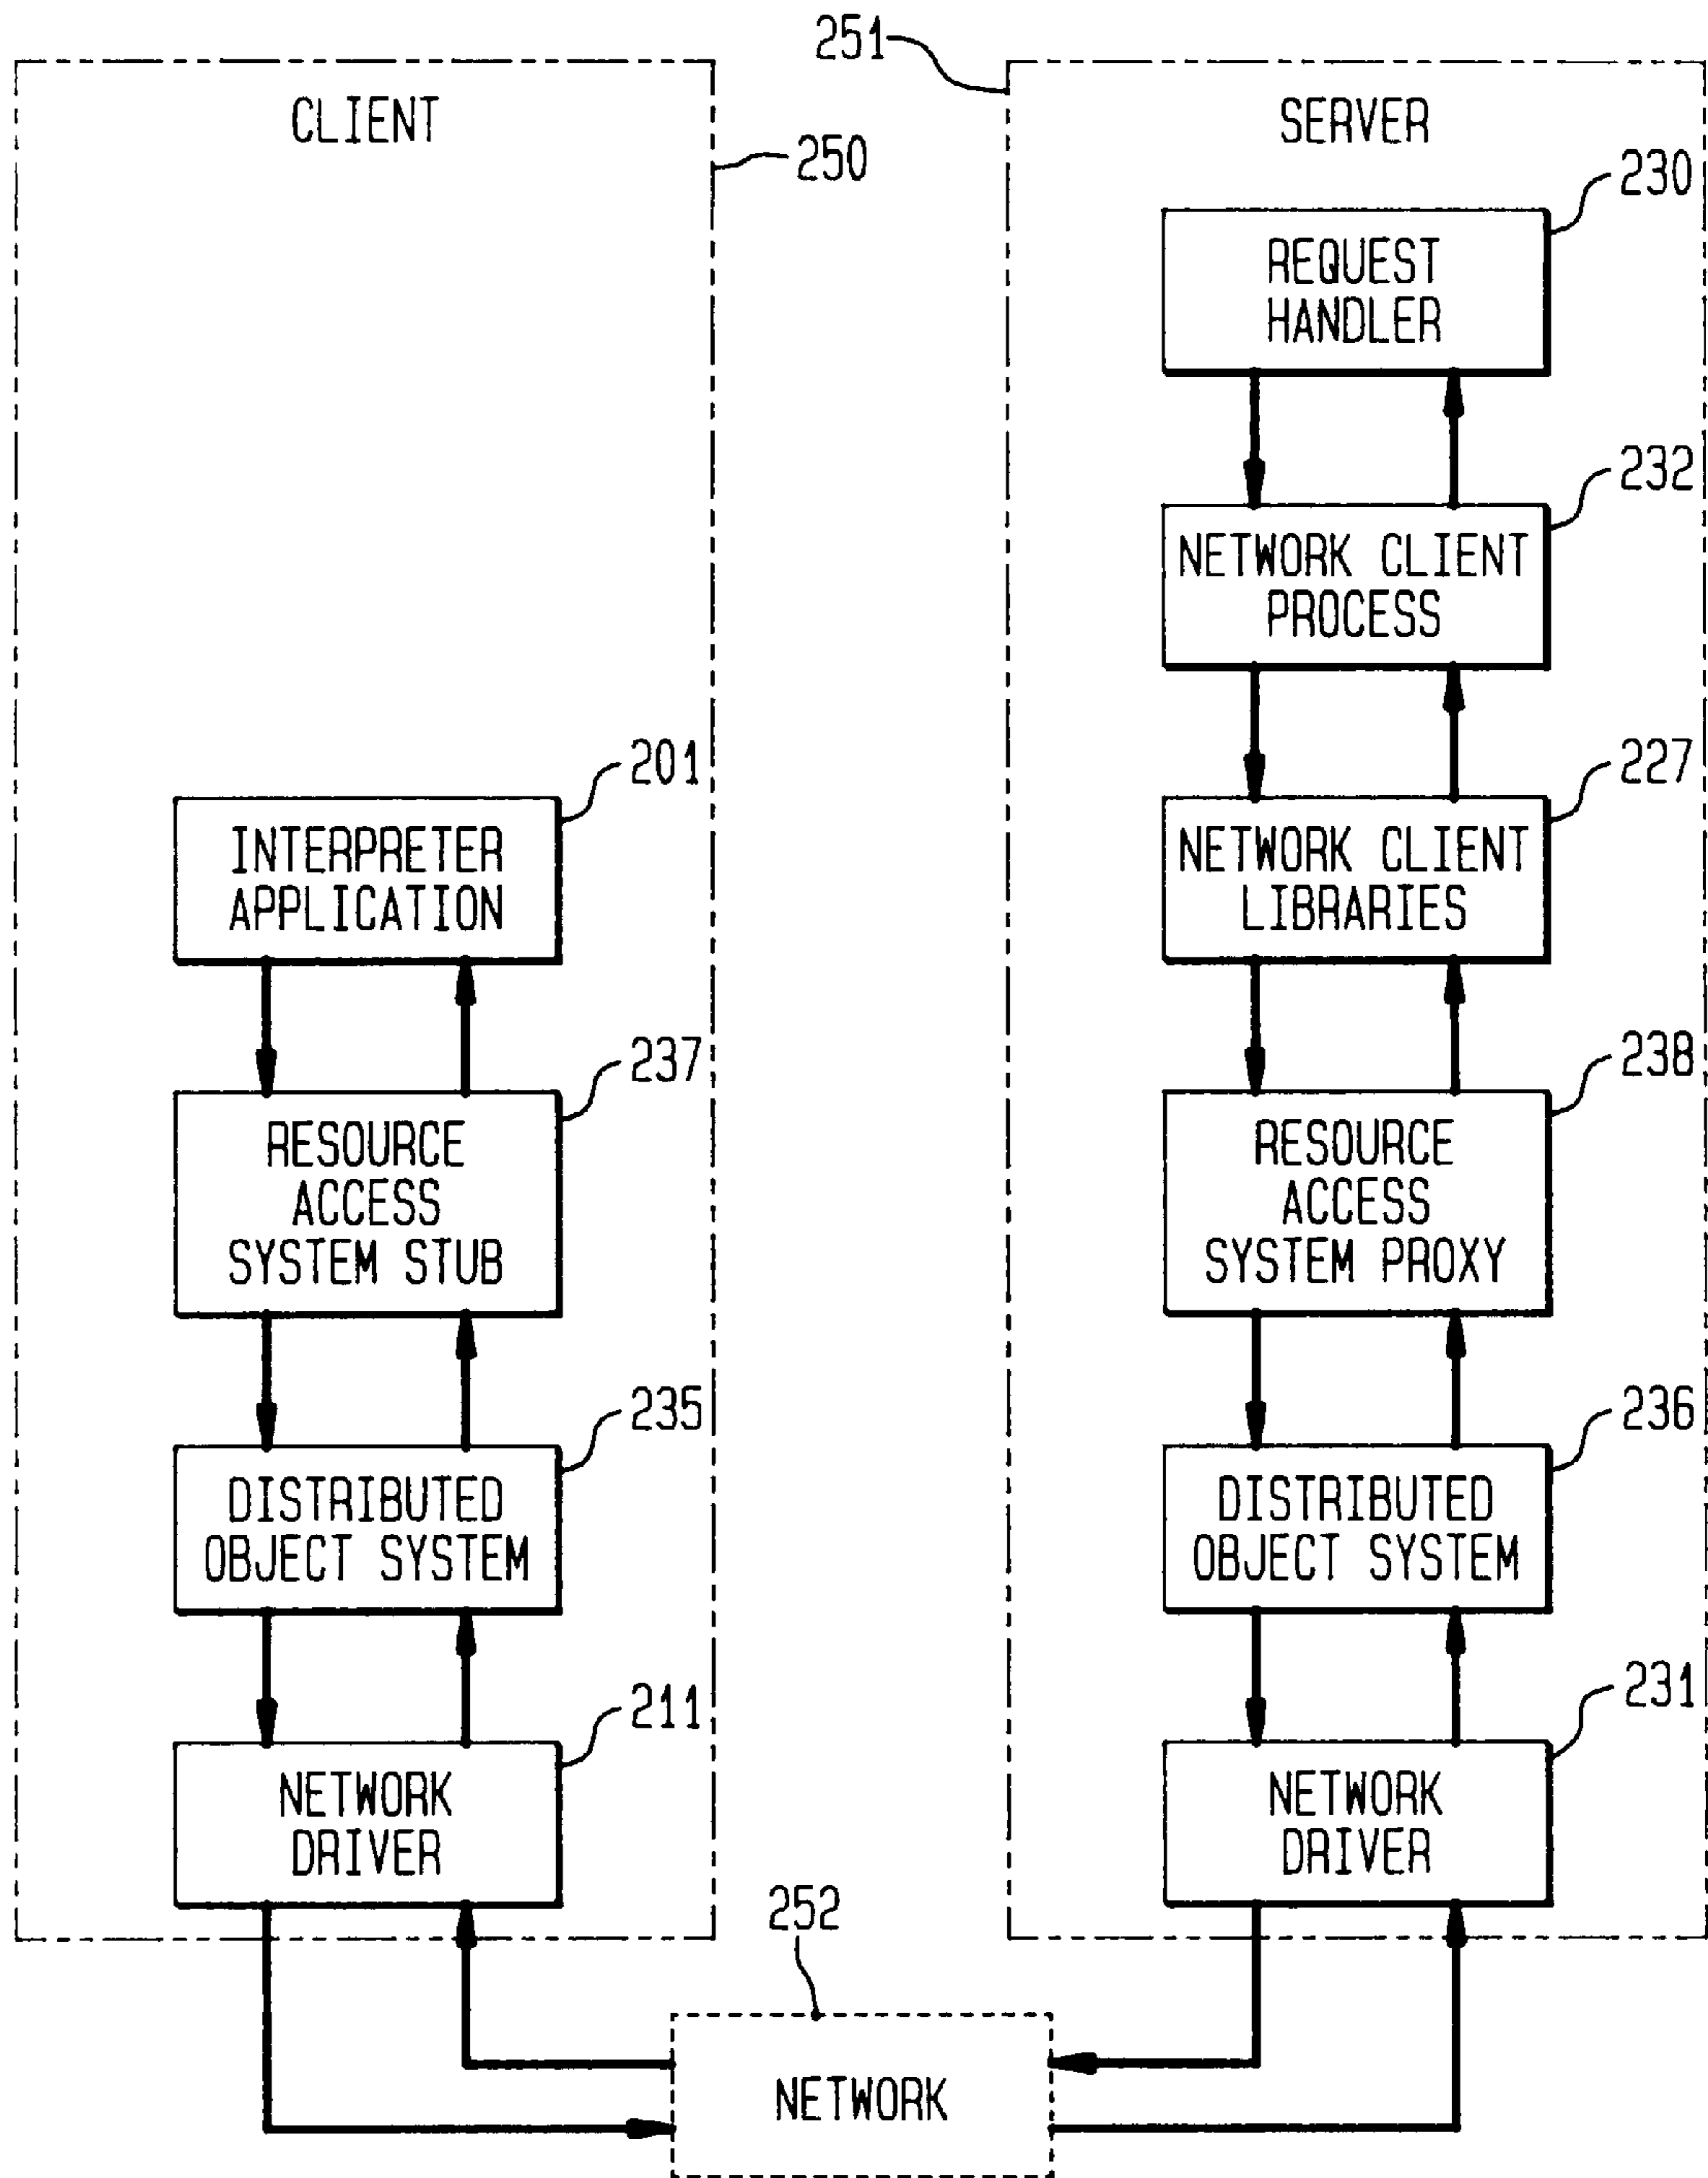 251
CLIENT
SERVER
250
230
REQUEST
HANDLER
232
NETWORK CLIENT
PROCESS
201
227
INTERPRETER
APPLICATION
NETWORK CLIENT
LIBRARIES
237
238
RESOURCE
ACCESS
SYSTEM STUB
RESOURCE
ACCESS
SYSTEM PROXY
235
236
DISTRIBUTED
OBJECT SYSTEM
DISTRIBUTED
OBJECT SYSTEM
211
231
NETWORK
DRIVER
NETWORK
DRIVER
252
NETWORK